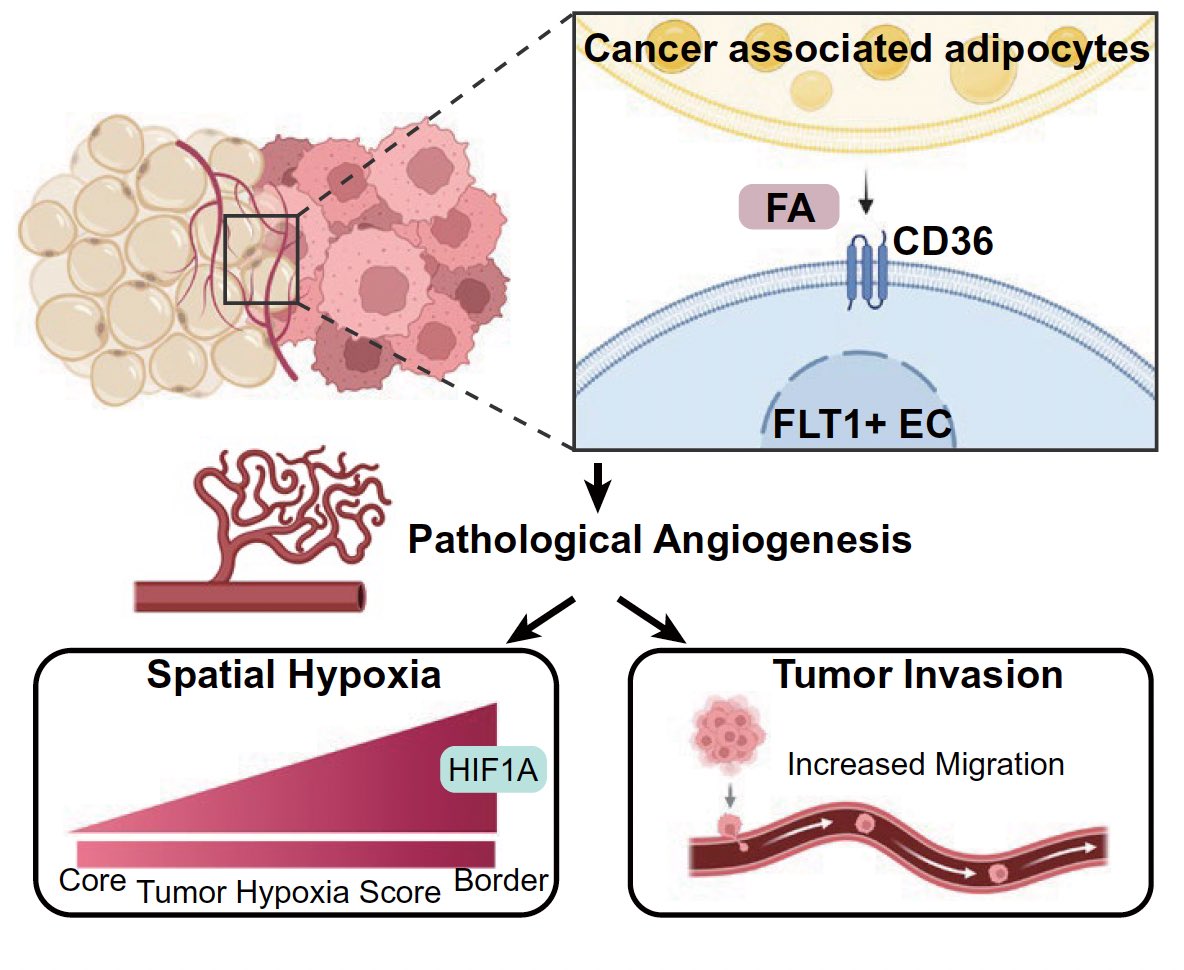 Cancer associated adipocytes
FA
CD36
FLT1+ EC
Pathological Angiogenesis
Spatial Hypoxia
HIF1A
Core
Tumor Hypoxia Score
Border
Tumor Invasion
Increased Migration